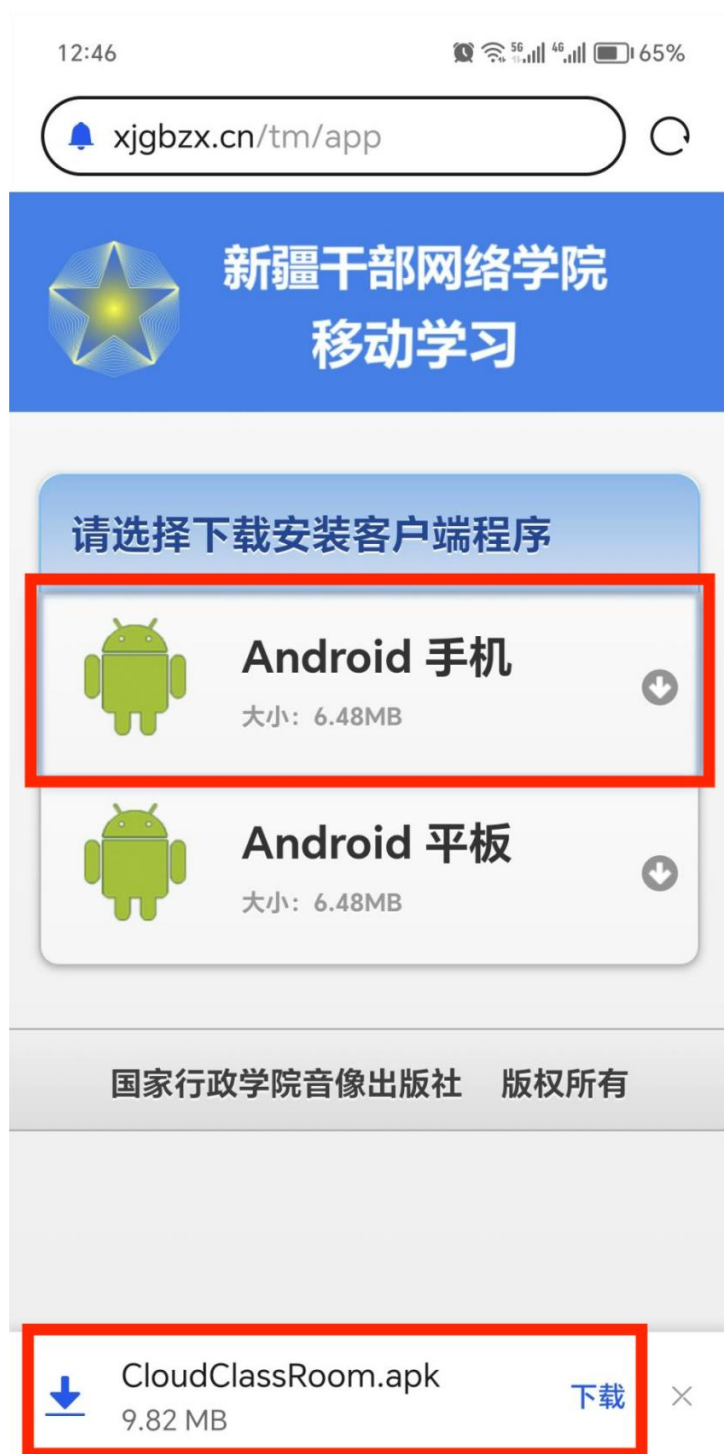 12:46
5G 4G 65%
xjgbzx.cn/tm/app
新疆干部网络学院
移动学习
请选择下载安装客户端程序
Android 手机
大小：6.48MB
Android 平板
大小：6.48MB
国家行政学院音像出版社 版权所有
CloudClassRoom.apk
下载
9.82 MB